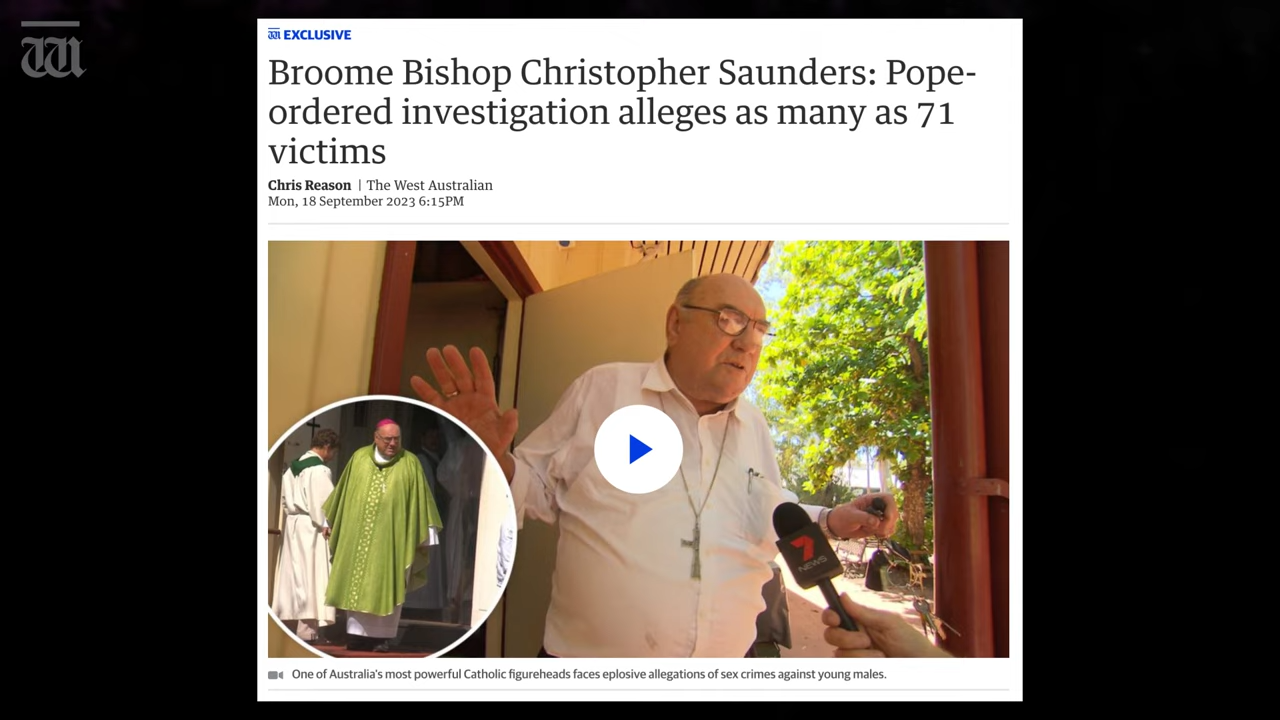 W
EXCLUSIVE
Broome Bishop Christopher Saunders: Pope-
ordered investigation alleges as many as 71
victims
Chris Reason | The West Australian
Mon, 18 September 2023 6:15PM
7
NEWS
One of Australia's most powerful Catholic figureheads faces eplosive allegations of sex crimes against young males.